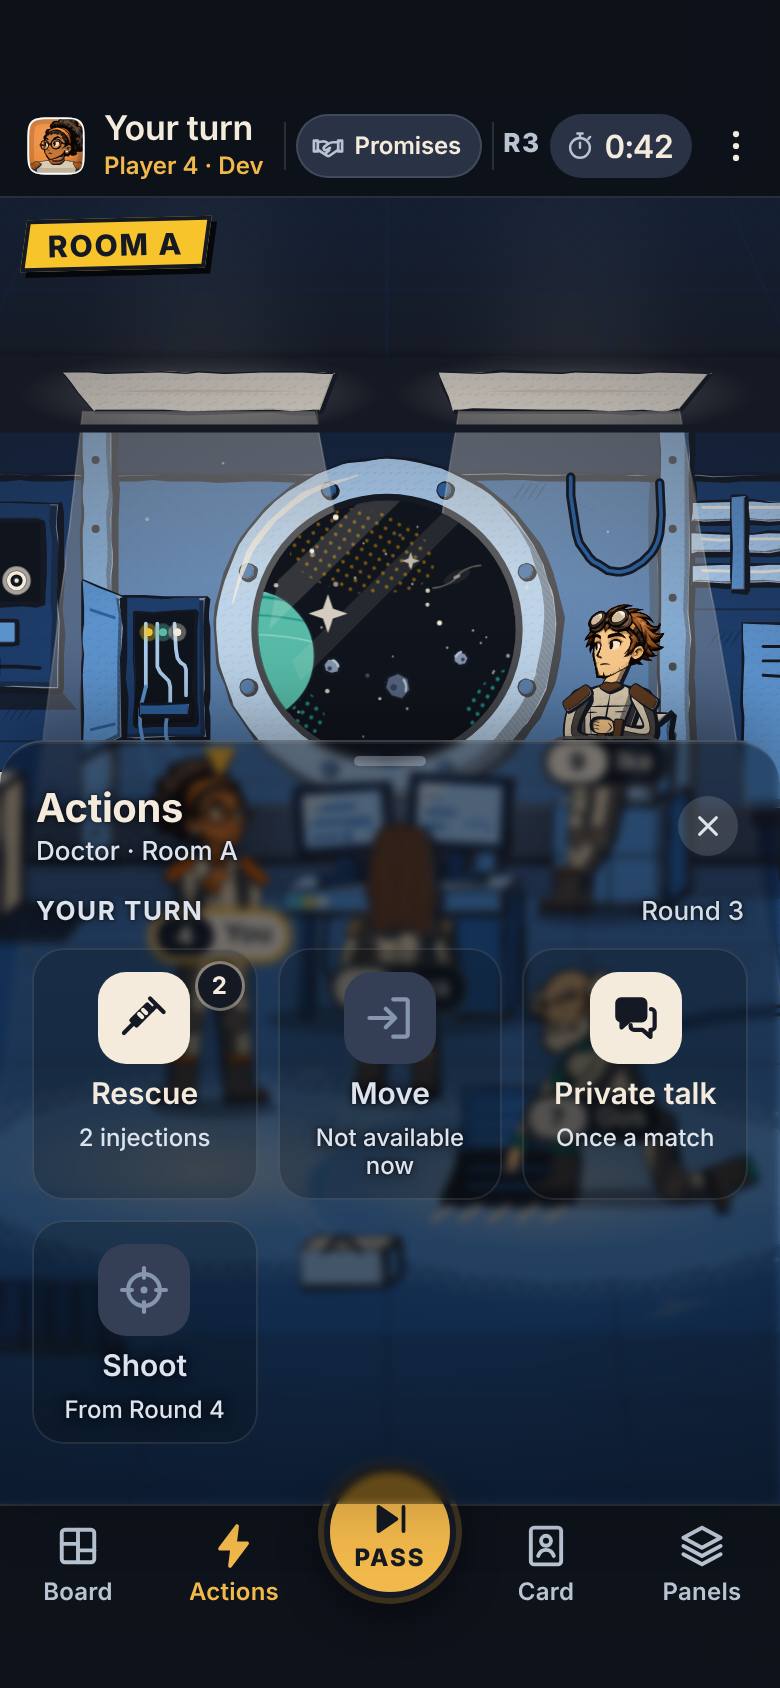 Your turn
Player 4 · Dev
Promises
R3
0:42
ROOM A
Actions
Doctor · Room A
YOUR TURN
Round 3
2
Rescue
2 injections
Move
Not available
now
Private talk
Once a match
Shoot
From Round 4
PASS
Board
Actions
Card
Panels